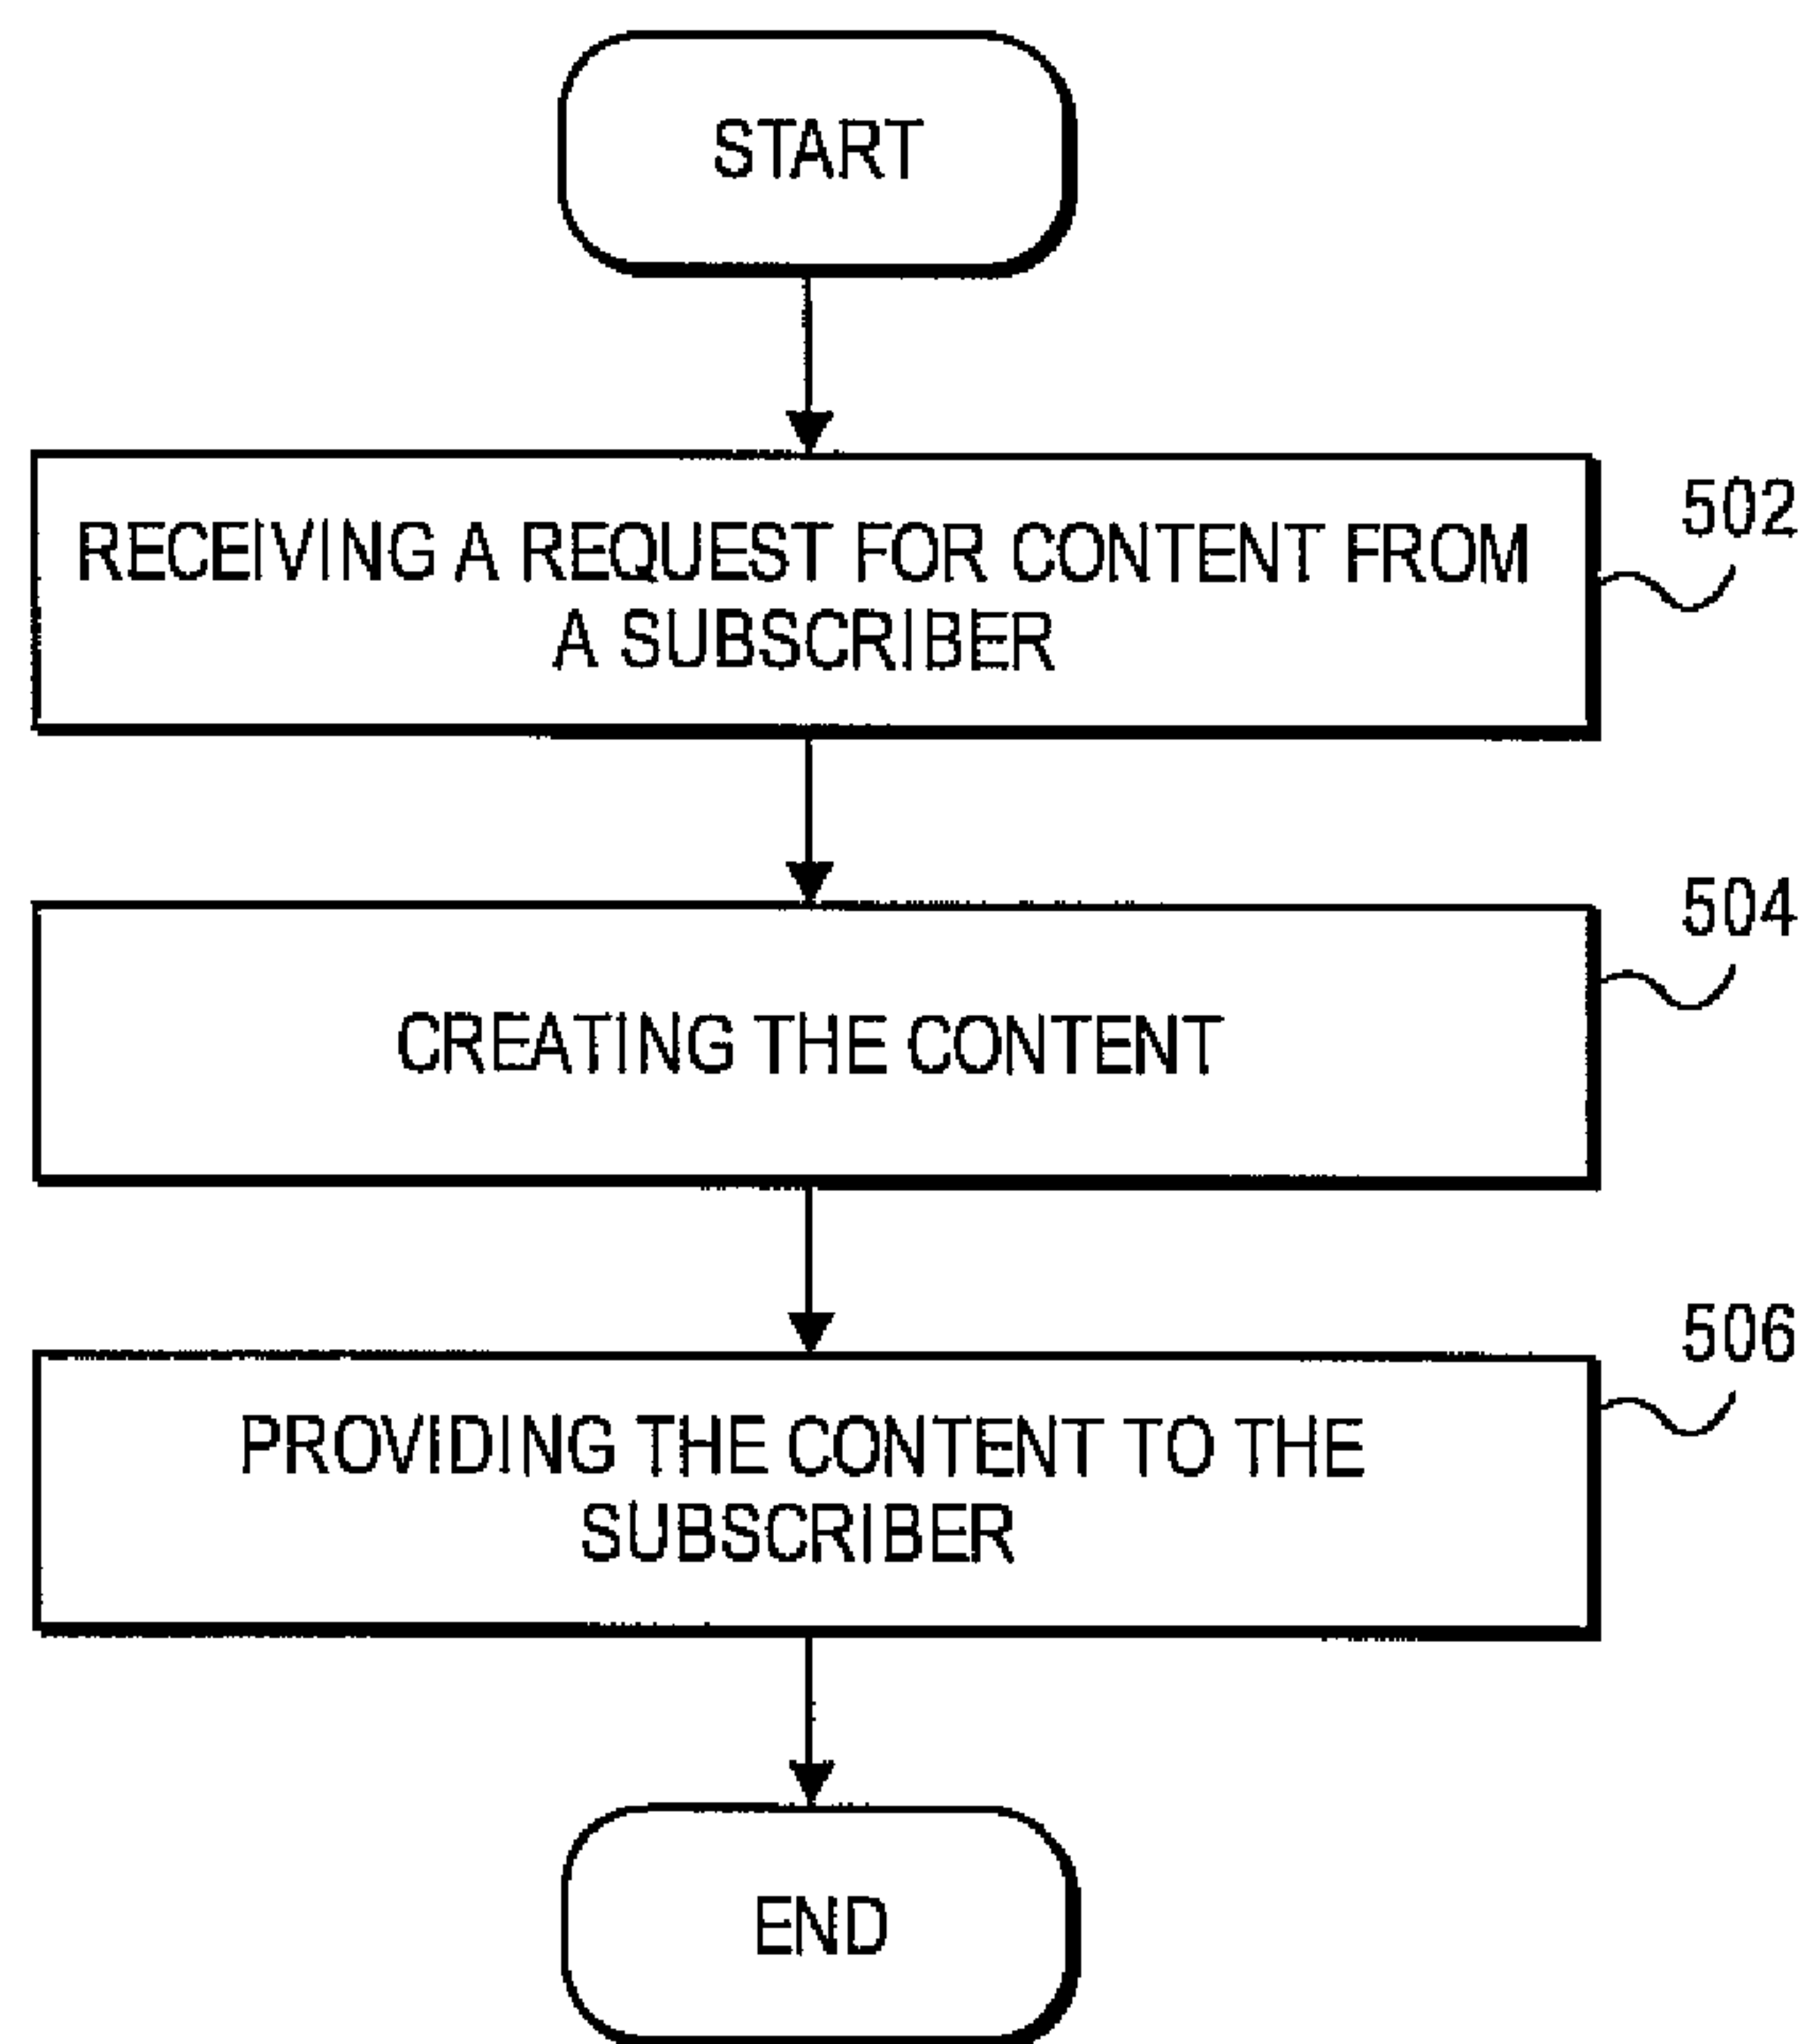 START
RECEIVING A REQUEST FOR CONTENT FROM
A SUBSCRIBER
502
CREATING THE CONTENT
504
PROVIDING THE CONTENT TO THE
SUBSCRIBER
506
END